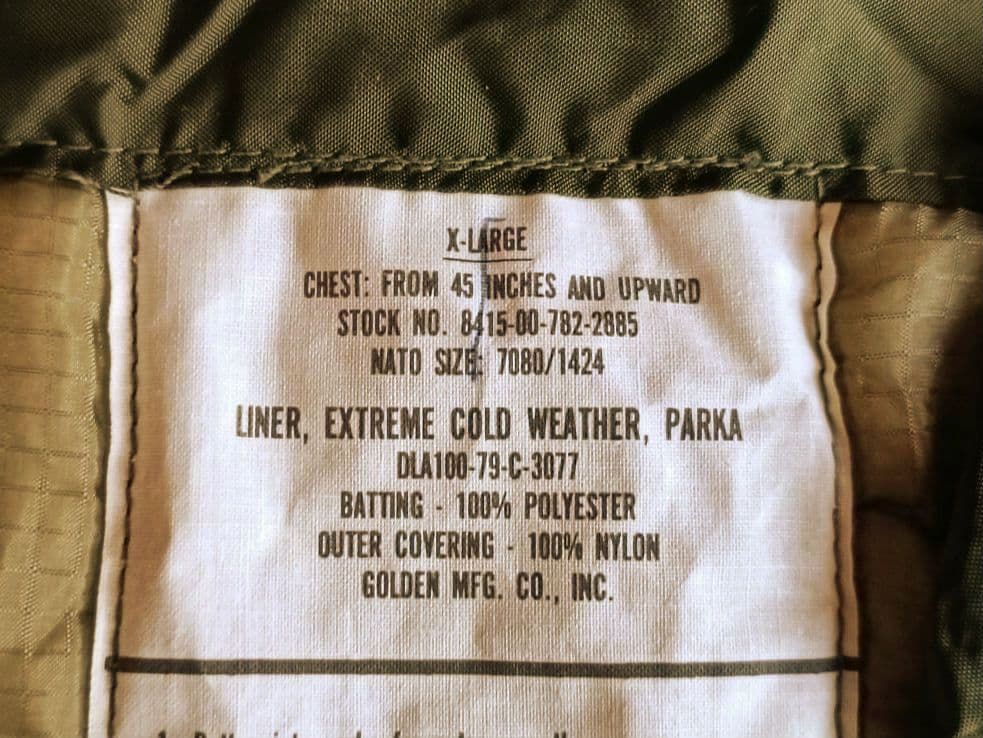 X-LARGE
CHEST: FROM 45 INCHES AND UPWARD
STOCK NO. 8415-00-782-2885
NATO SIZE: 7080/1424
LINER, EXTREME COLD WEATHER, PARKA
DLA100-79-C-3077
BATTING - 100% POLYESTER
OUTER COVERING - 100% NYLON
GOLDEN MFG. CO., INC.